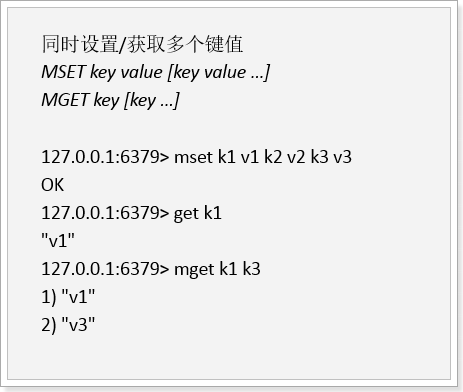 同时设置/获取多个键值
MSET key value [key value …]
MGET key [key …]
127.0.0.1:6379> mset k1 v1 k2 v2 k3 v3
OK
127.0.0.1:6379> get k1
"v1"
127.0.0.1:6379> mget k1 k3
1) "v1"
2) "v3"